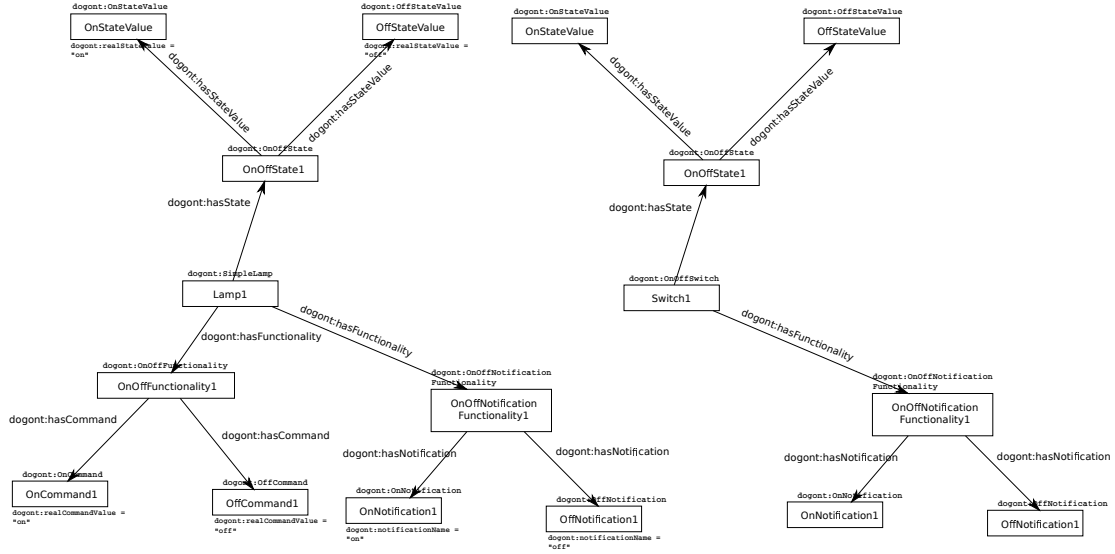 dogont:OnStateValue
OnStateValue
dogont:realStateValue =
"on"
dogont:OffStateValue
OffStateValue
dogont:realStateValue =
"off"
dogont:hasStateValue
dogont:hasStateValue
dogont:OnOffState
OnOffState1
dogont:hasState
dogont:SimpleLamp
Lamp1
dogont:hasFunctionality
dogont:hasFunctionality
dogont:OnOffFunctionality
OnOffFunctionality1
dogont:hasCommand
dogont:hasCommand
dogont:OnCommand
OnCommand1
dogont:realCommandValue =
"on"
dogont:OffCommand
OffCommand1
dogont:realCommandValue =
"off"
dogont:OnOffNotification
Functionality
OnOffNotification
Functionality1
dogont:hasNotification
dogont:hasNotification
dogont:OnNotification
OnNotification1
dogont:notificationName =
"on"
dogont:OffNotification
OffNotification1
dogont:notificationName =
"off"
dogont:OnStateValue
OnStateValue
dogont:OffStateValue
OffStateValue
dogont:hasStateValue
dogont:hasStateValue
dogont:OnOffState
OnOffState1
dogont:hasState
dogont:OnOffSwitch
Switch1
dogont:hasFunctionality
dogont:OnOffNotification
Functionality
OnOffNotification
Functionality1
dogont:hasNotification
dogont:hasNotification
dogont:OnNotification
OnNotification1
dogont:OffNotification
OffNotification1